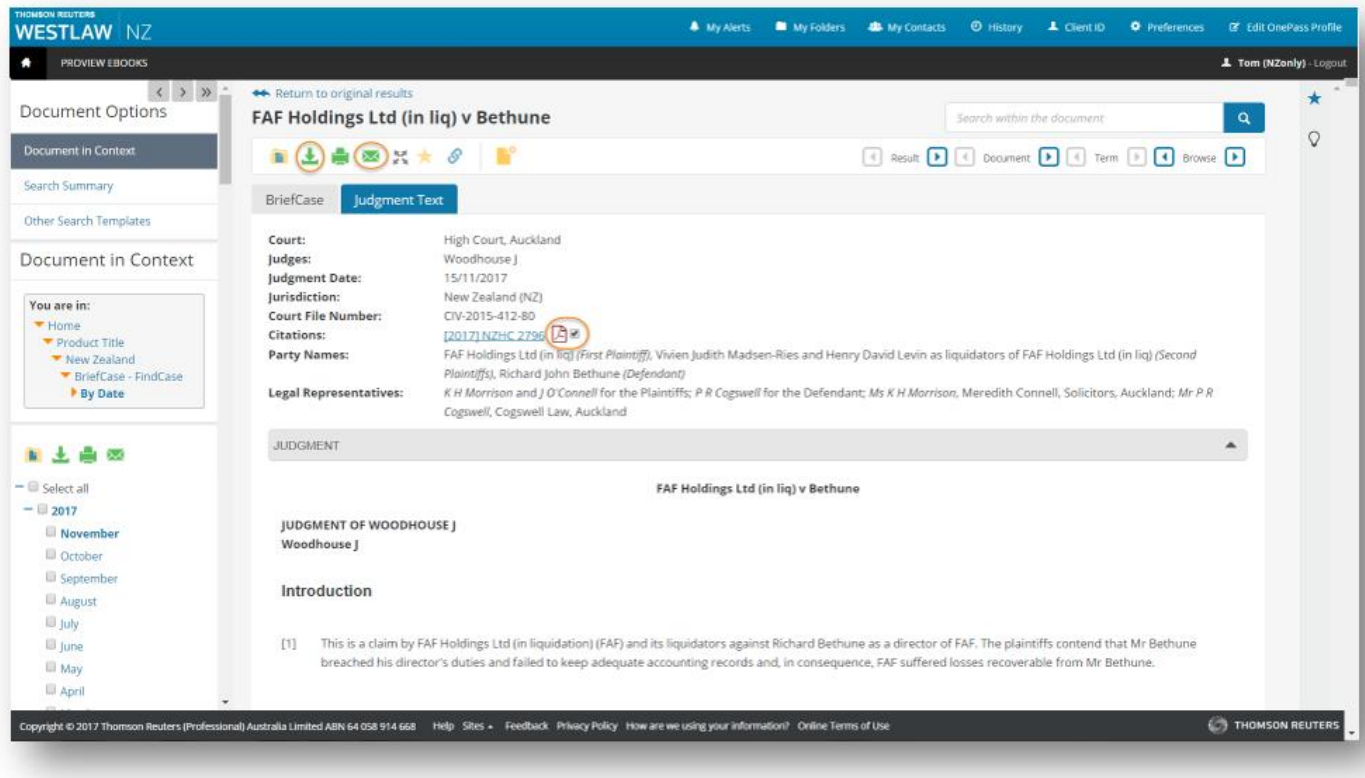 THOMSON REUTERS
WESTLAW NZ
My Alerts My Folders My Contacts History Client ID Preferences Edit OnePass Profile
PROVIEW EBOOKS
Tom (NZonly) - Logout
Document Options
Document in Context
Search Summary
Other Search Templates
Document in Context
You are in:
Home
Product Title
New Zealand
BriefCase - FindCase
By Date
Select all
2017
November
October
September
August
July
June
May
April
Return to original results
FAF Holdings Ltd (in liq) v Bethune
Search within the document
Result Document Term Browse
BriefCase Judgment Text
Court: High Court, Auckland
Judges: Woodhouse J
Judgment Date: 15/11/2017
Jurisdiction: New Zealand (NZ)
Court File Number: CIV-2015-412-80
Citations: [2017] NZHC 2796
Party Names: FAF Holdings Ltd (in liq) (First Plaintiff), Vivien Judith Madsen-Ries and Henry David Levin as liquidators of FAF Holdings Ltd (in liq) (Second
Plaintiffs), Richard John Bethune (Defendant)
Legal Representatives: K H Morrison and J O'Connell for the Plaintiffs; P R Cogswell for the Defendant; Ms K H Morrison, Meredith Connell, Solicitors, Auckland; Mr P R
Cogswell, Cogswell Law, Auckland
JUDGMENT
FAF Holdings Ltd (in liq) v Bethune
JUDGMENT OF WOODHOUSE J
Woodhouse J
Introduction
[1] This is a claim by FAF Holdings Ltd (in liquidation) (FAF) and its liquidators against Richard Bethune as a director of FAF. The plaintiffs contend that Mr Bethune
breached his director's duties and failed to keep adequate accounting records and, in consequence, FAF suffered losses recoverable from Mr Bethune.
Copyright © 2017 Thomson Reuters (Professional) Australia Limited ABN 64 058 914 668 Help Sites Feedback Privacy Policy How are we using your information? Online Terms of Use
THOMSON REUTERS